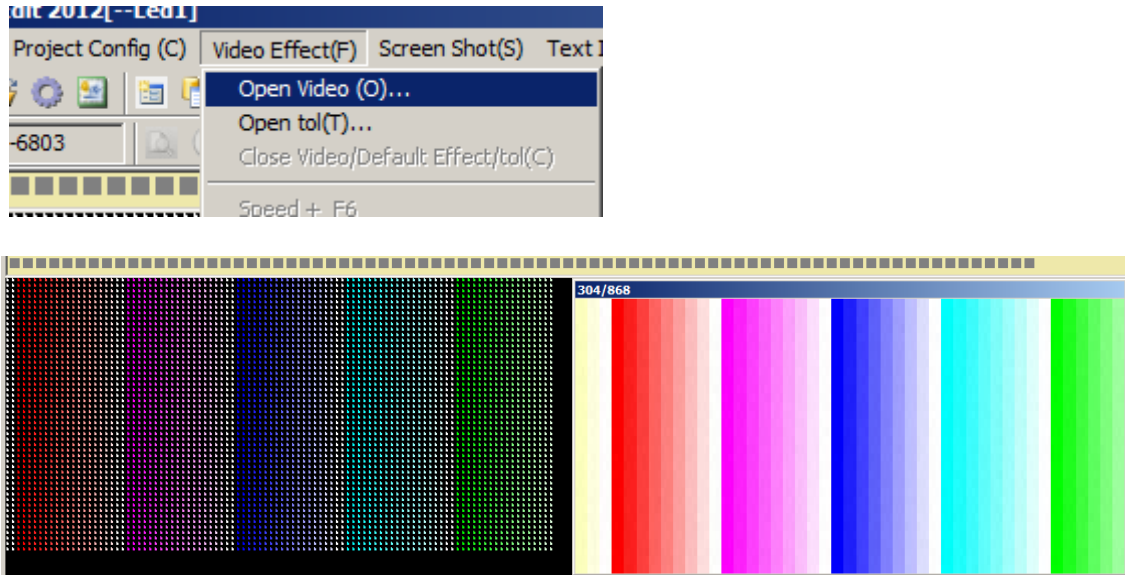 dit 2012[--Led1]
Project Config (C) Video Effect(F) Screen Shot(S) Text
Open Video (O)...
Open tol(T)...
-6803
Close Video/Default Effect/tol(C)
Speed + F6
304/868